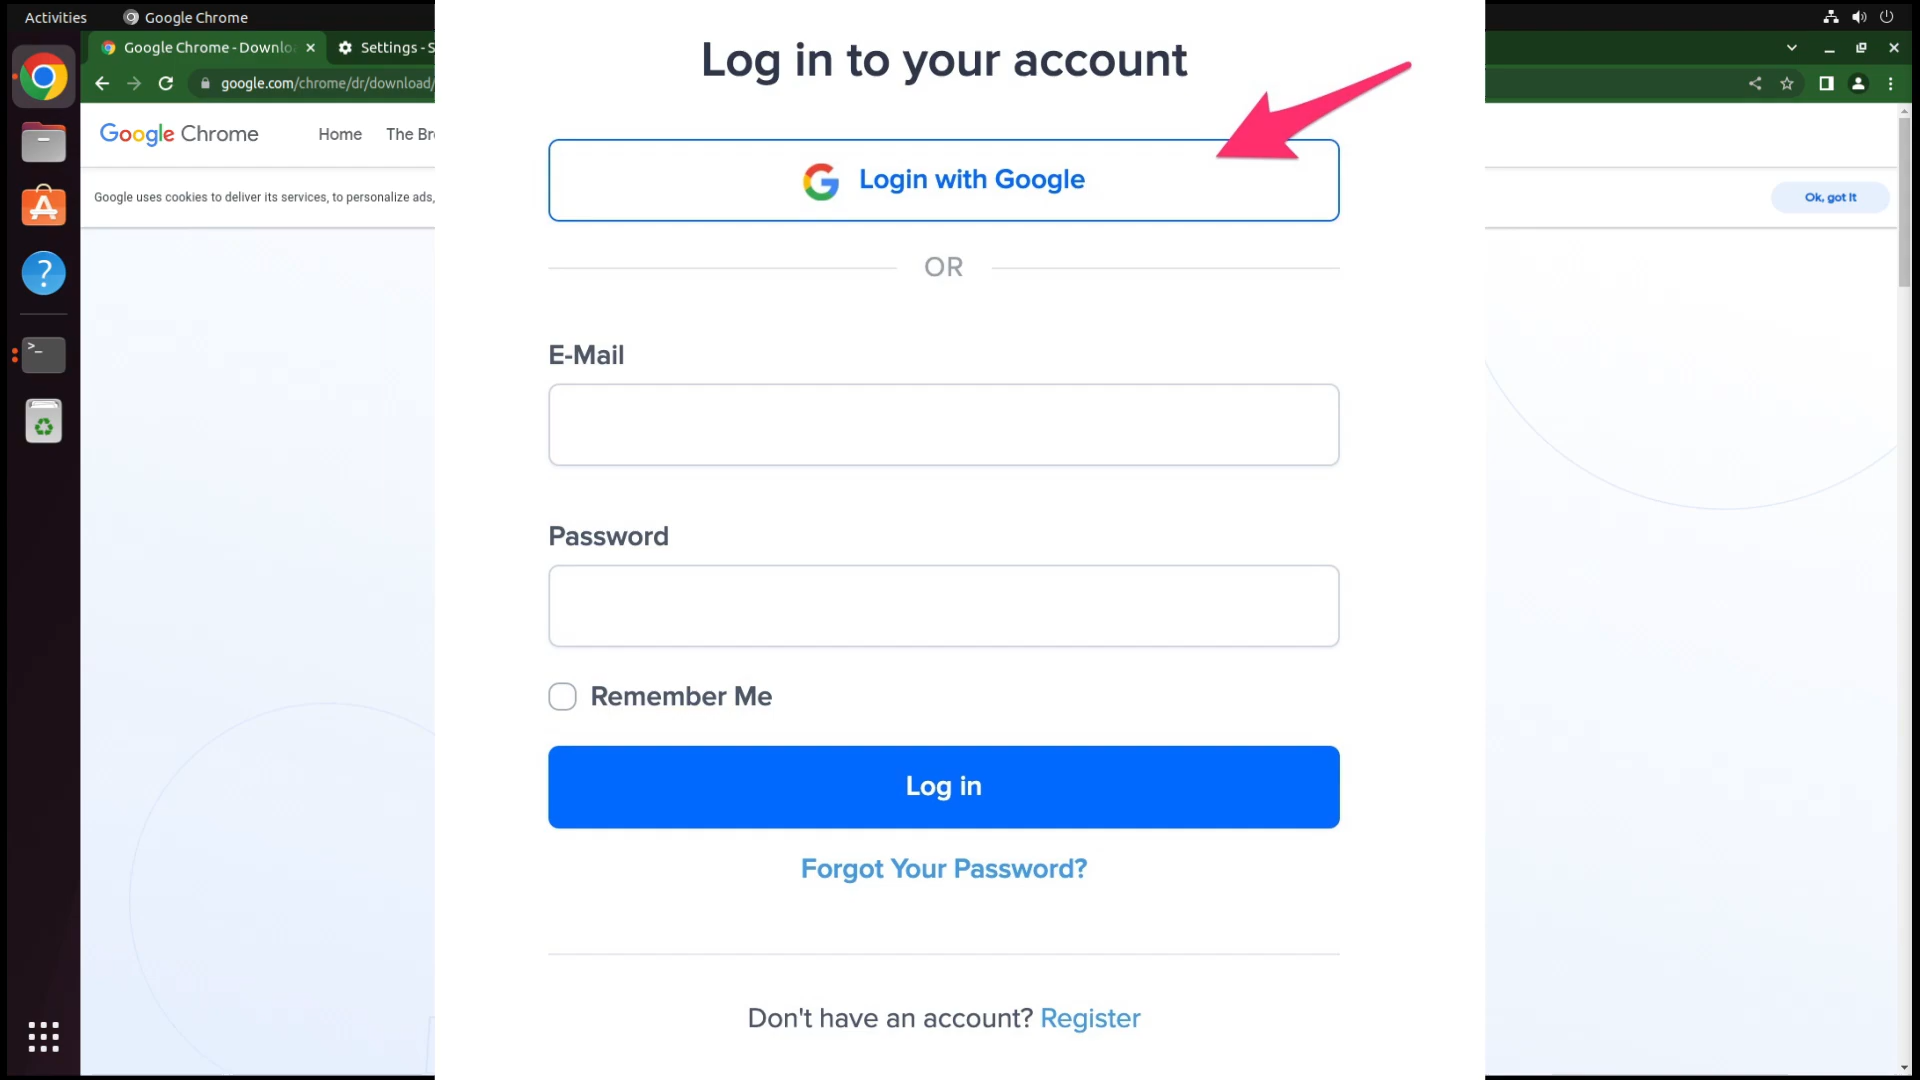 Activities
Google Chrome
Google Chrome - Downlo
Settings - S
google.com/chrome/dr/download/
Google Chrome
Home
The Br
Google uses cookies to deliver its services, to personalize ads,
Ok, got It
Log in to your account
Login with Google
OR
E-Mail
Password
Remember Me
Log in
Forgot Your Password?
Don't have an account? Register